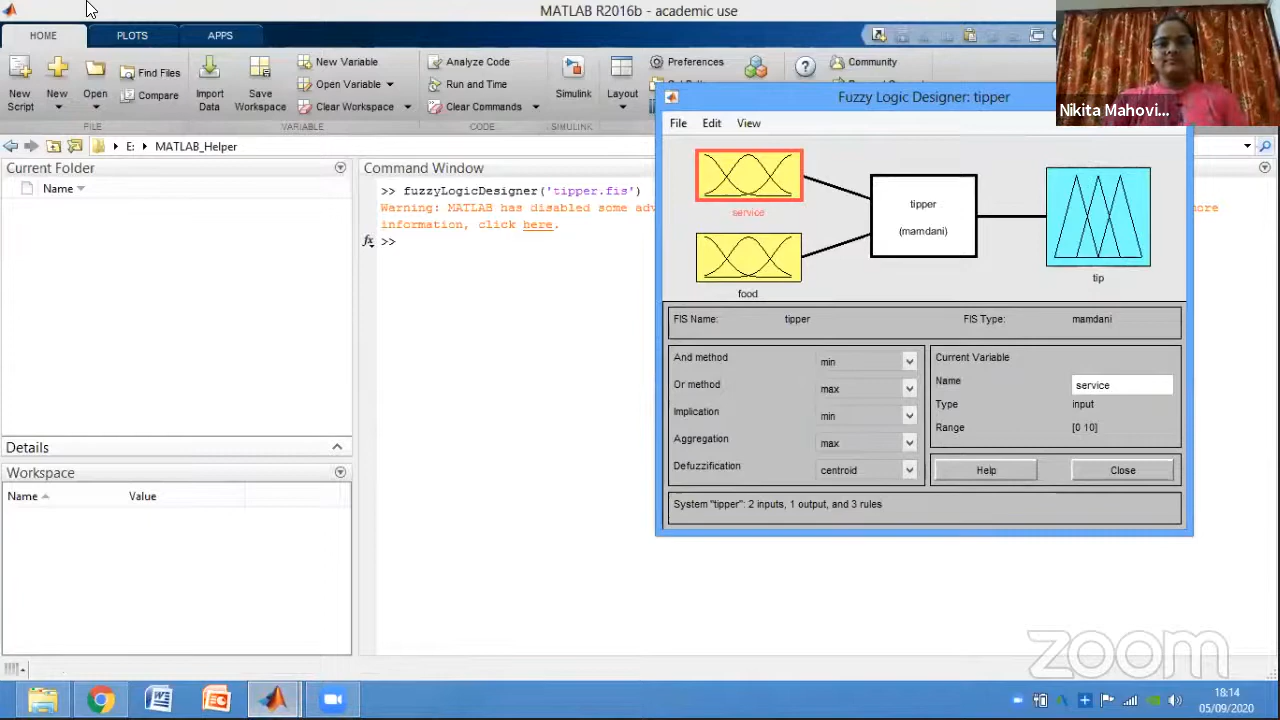 MATLAB R2016b - academic use
HOME
PLOTS
APPS
New Script
New
Open
Find Files
Compare
Import Data
Save Workspace
New Variable
Open Variable
Clear Workspace
Analyze Code
Run and Time
Clear Commands
Simulink
Layout
Preferences
Community
FILE
VARIABLE
CODE
SIMULINK
E:
MATLAB_Helper
Current Folder
Name
Details
Workspace
Name
Value
Command Window
>> fuzzyLogicDesigner('tipper.fis')
Warning: MATLAB has disabled some adv
more
information, click here.
fx >>
Nikita Mahovi...
Fuzzy Logic Designer: tipper
File
Edit
View
service
food
tipper
(mamdani)
tip
FIS Name: tipper
FIS Type: mamdani
And method min
Or method max
Implication min
Aggregation max
Defuzzification centroid
Current Variable
Name service
Type input
Range [0 10]
Help
Close
System "tipper": 2 inputs, 1 output, and 3 rules
zoom
18:14
05/09/2020